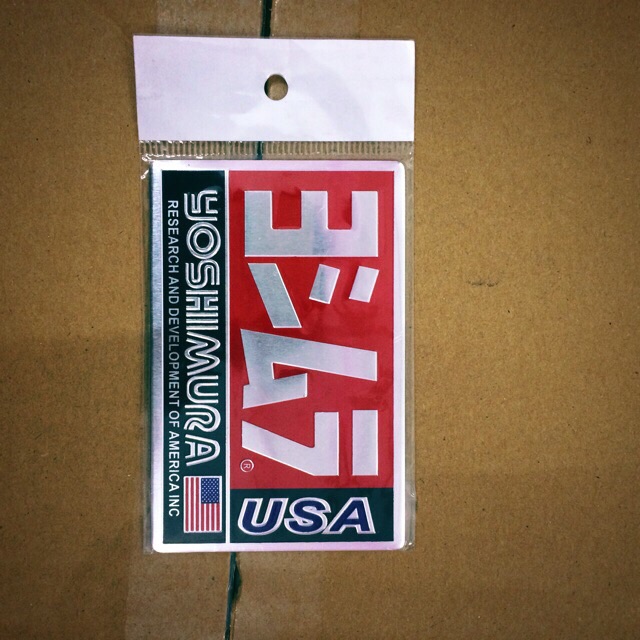 ヨシムラ®
USA
YOSHIMURA
RESEARCH AND DEVELOPMENT OF AMERICA INC